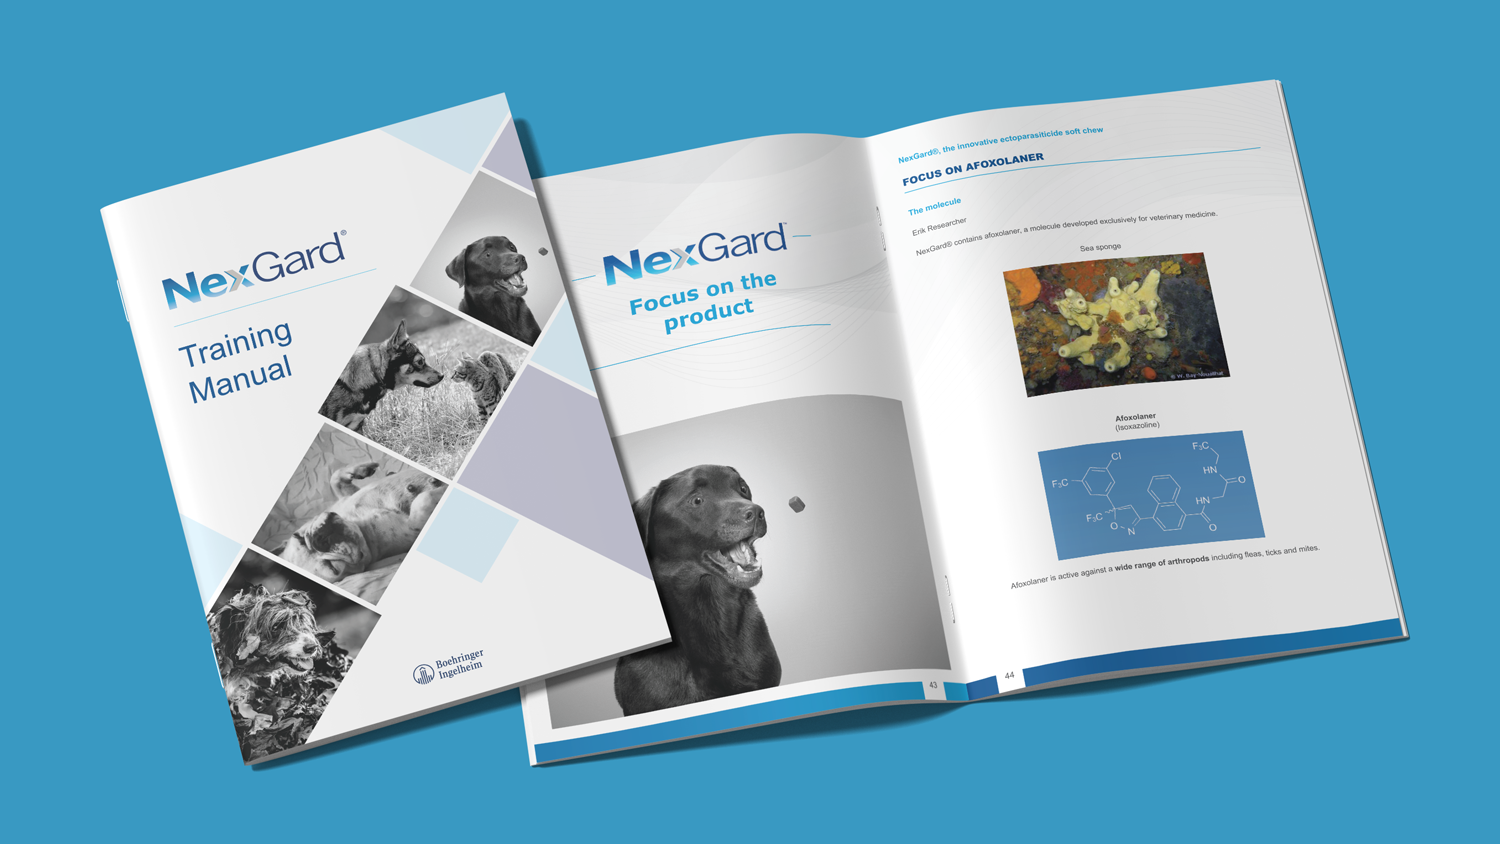 NexGard®
Training
Manual
Boehringer
Ingelheim
NexGard™
Focus on the
product
43
NexGard®, the innovative ectoparasiticide soft chew
FOCUS ON AFOXOLANER
The molecule
Erik Researcher
NexGard® contains afoxolaner, a molecule developed exclusively for veterinary medicine.
Sea sponge
Afoxolaner
(Isoxazoline)
F₃C
Cl
HN
F₃C
O
HN
F₃C
O
N
O
Afoxolaner is active against a wide range of arthropods including fleas, ticks and mites.
44